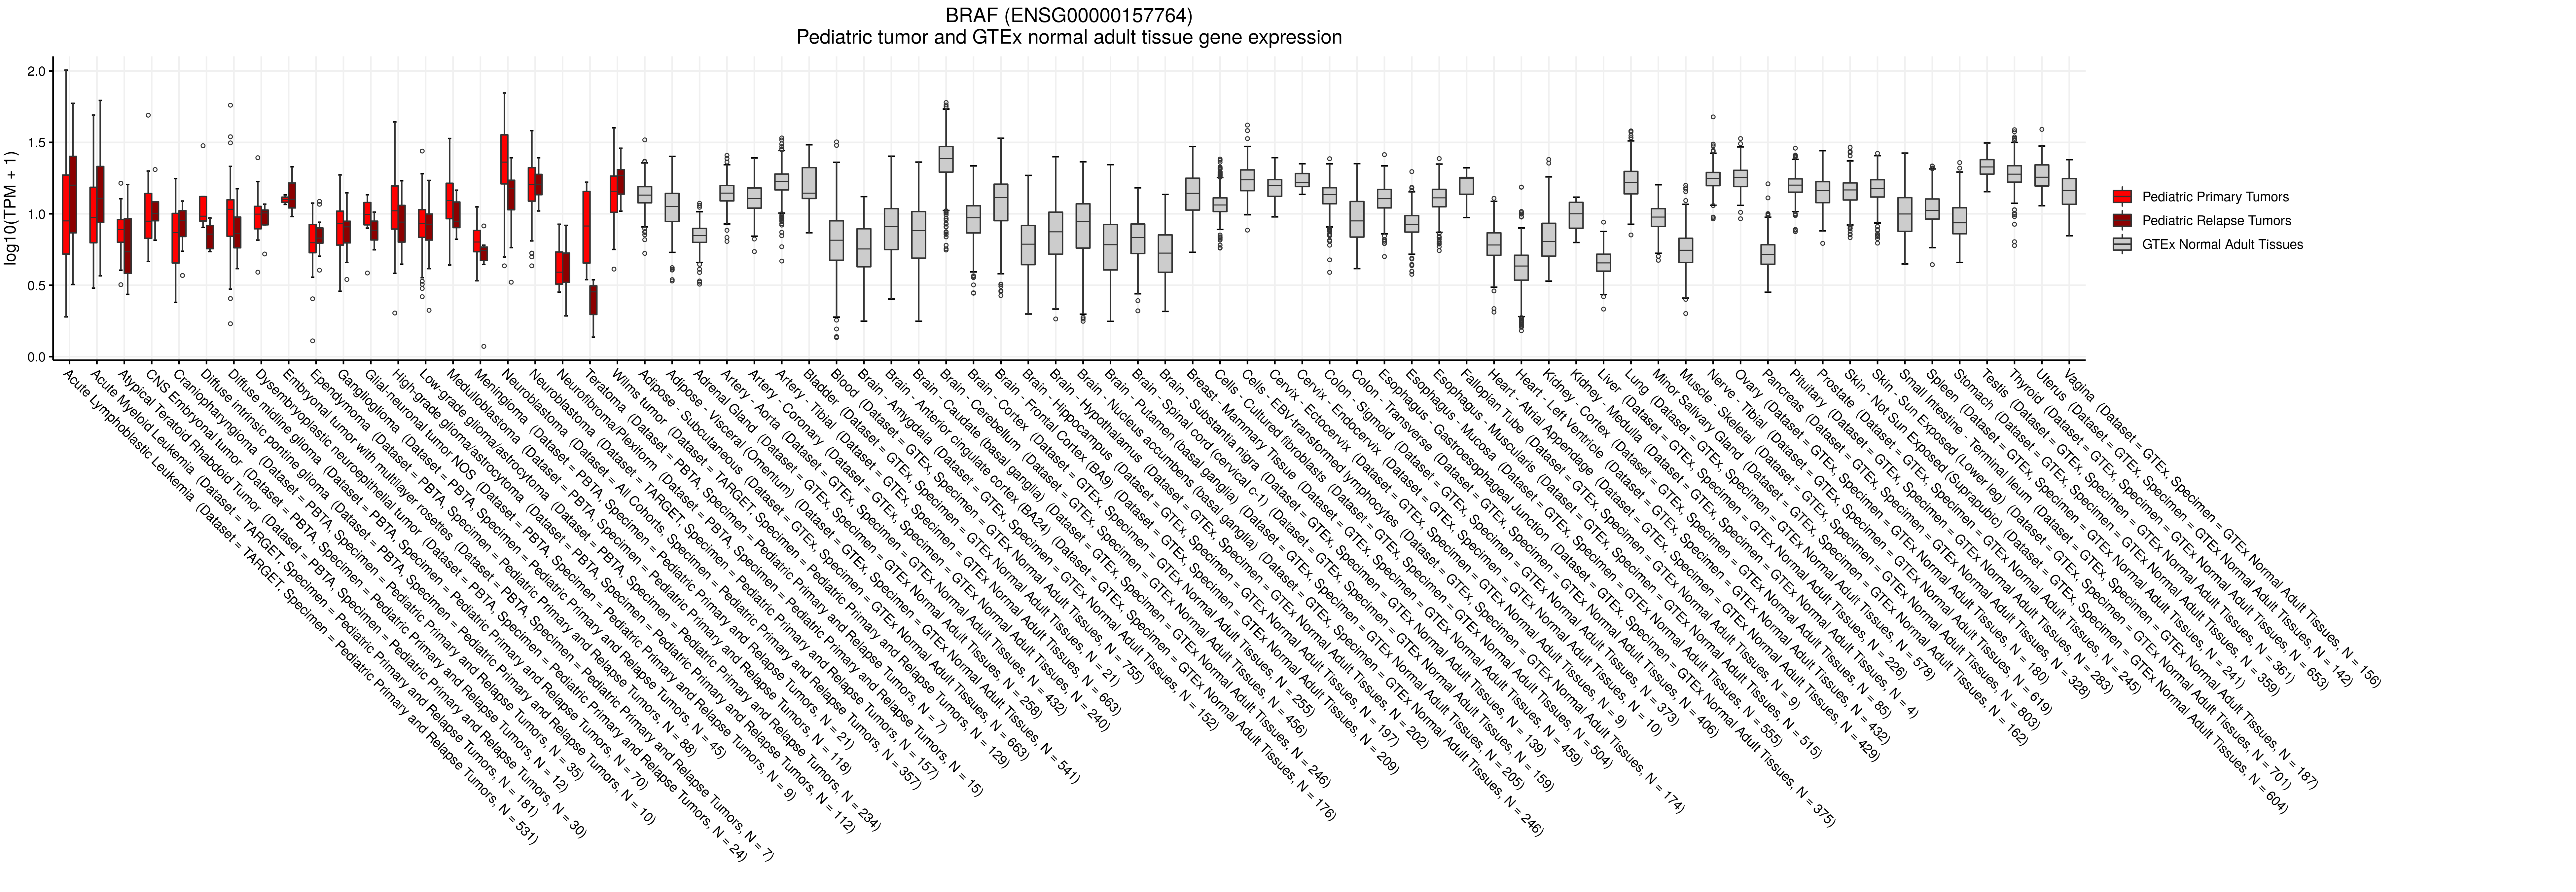 BRAF (ENSG00000157764)
Pediatric tumor and GTEx normal adult tissue gene expression
log10(TPM + 1)
2.0
1.5
1.0
0.5
0.0
Pediatric Primary Tumors
Pediatric Relapse Tumors
GTEx Normal Adult Tissues
Acute Lymphoblastic Leukemia (Dataset = TARGET, Specimen = Pediatric Primary and Relapse Tumors, N = 531)
Acute Myeloid Leukemia (Dataset = TARGET, Specimen = Pediatric Primary and Relapse Tumors, N = 181)
Atypical Teratoid Rhabdoid Tumor (Dataset = PBTA, Specimen = Pediatric Primary and Relapse Tumors, N = 30)
CNS Embryonal tumor (Dataset = PBTA, Specimen = Pediatric Primary and Relapse Tumors, N = 12)
Craniopharyngioma (Dataset = PBTA, Specimen = Pediatric Primary and Relapse Tumors, N = 35)
Diffuse intrinsic pontine glioma (Dataset = PBTA, Specimen = Pediatric Primary and Relapse Tumors, N = 10)
Diffuse midline glioma (Dataset = PBTA, Specimen = Pediatric Primary and Relapse Tumors, N = 70)
Dysembryoplastic neuroepithelial tumor (Dataset = PBTA, Specimen = Pediatric Primary and Relapse Tumors, N = 24)
Embryonal tumor with multilayer rosettes (Dataset = PBTA, Specimen = Pediatric Primary and Relapse Tumors, N = 7)
Ependymoma (Dataset = PBTA, Specimen = Pediatric Primary and Relapse Tumors, N = 88)
Ganglioglioma (Dataset = PBTA, Specimen = Pediatric Primary and Relapse Tumors, N = 45)
Glial-neuronal tumor NOS (Dataset = PBTA, Specimen = Pediatric Primary and Relapse Tumors, N = 9)
High-grade glioma/astrocytoma (Dataset = PBTA, Specimen = Pediatric Primary and Relapse Tumors, N = 112)
Low-grade glioma/astrocytoma (Dataset = PBTA, Specimen = Pediatric Primary and Relapse Tumors, N = 234)
Medulloblastoma (Dataset = PBTA, Specimen = Pediatric Primary and Relapse Tumors, N = 118)
Meningioma (Dataset = PBTA, Specimen = Pediatric Primary and Relapse Tumors, N = 21)
Neuroblastoma (Dataset = All Cohorts, Specimen = Pediatric Primary and Relapse Tumors, N = 357)
Neuroblastoma (Dataset = TARGET, Specimen = Pediatric Primary and Relapse Tumors, N = 157)
Neurofibroma/Plexiform (Dataset = PBTA, Specimen = Pediatric Primary and Relapse Tumors, N = 15)
Teratoma (Dataset = PBTA, Specimen = Pediatric Primary and Relapse Tumors, N = 7)
Wilms tumor (Dataset = TARGET, Specimen = Pediatric Primary and Relapse Tumors, N = 129)
Adipose - Subcutaneous (Dataset = GTEx, Specimen = GTEx Normal Adult Tissues, N = 663)
Adipose - Visceral (Omentum) (Dataset = GTEx, Specimen = GTEx Normal Adult Tissues, N = 541)
Adrenal Gland (Dataset = GTEx, Specimen = GTEx Normal Adult Tissues, N = 258)
Artery - Aorta (Dataset = GTEx, Specimen = GTEx Normal Adult Tissues, N = 432)
Artery - Coronary (Dataset = GTEx, Specimen = GTEx Normal Adult Tissues, N = 240)
Artery - Tibial (Dataset = GTEx, Specimen = GTEx Normal Adult Tissues, N = 663)
Bladder (Dataset = GTEx, Specimen = GTEx Normal Adult Tissues, N = 21)
Blood (Dataset = GTEx, Specimen = GTEx Normal Adult Tissues, N = 755)
Brain - Amygdala (Dataset = GTEx, Specimen = GTEx Normal Adult Tissues, N = 152)
Brain - Anterior cingulate cortex (BA24) (Dataset = GTEx, Specimen = GTEx Normal Adult Tissues, N = 176)
Brain - Caudate (basal ganglia) (Dataset = GTEx, Specimen = GTEx Normal Adult Tissues, N = 246)
Brain - Cerebellum (Dataset = GTEx, Specimen = GTEx Normal Adult Tissues, N = 456)
Brain - Cortex (Dataset = GTEx, Specimen = GTEx Normal Adult Tissues, N = 255)
Brain - Frontal Cortex (BA9) (Dataset = GTEx, Specimen = GTEx Normal Adult Tissues, N = 209)
Brain - Hippocampus (Dataset = GTEx, Specimen = GTEx Normal Adult Tissues, N = 197)
Brain - Hypothalamus (Dataset = GTEx, Specimen = GTEx Normal Adult Tissues, N = 202)
Brain - Nucleus accumbens (basal ganglia) (Dataset = GTEx, Specimen = GTEx Normal Adult Tissues, N = 246)
Brain - Putamen (basal ganglia) (Dataset = GTEx, Specimen = GTEx Normal Adult Tissues, N = 205)
Brain - Spinal cord (cervical c-1) (Dataset = GTEx, Specimen = GTEx Normal Adult Tissues, N = 159)
Brain - Substantia nigra (Dataset = GTEx, Specimen = GTEx Normal Adult Tissues, N = 139)
Breast - Mammary Tissue (Dataset = GTEx, Specimen = GTEx Normal Adult Tissues, N = 459)
Cells - Cultured fibroblasts (Dataset = GTEx, Specimen = GTEx Normal Adult Tissues, N = 504)
Cells - EBV-transformed lymphocytes (Dataset = GTEx, Specimen = GTEx Normal Adult Tissues, N = 174)
Cervix - Ectocervix (Dataset = GTEx, Specimen = GTEx Normal Adult Tissues, N = 9)
Cervix - Endocervix (Dataset = GTEx, Specimen = GTEx Normal Adult Tissues, N = 10)
Colon - Sigmoid (Dataset = GTEx, Specimen = GTEx Normal Adult Tissues, N = 373)
Colon - Transverse (Dataset = GTEx, Specimen = GTEx Normal Adult Tissues, N = 406)
Esophagus - Gastroesophageal Junction (Dataset = GTEx, Specimen = GTEx Normal Adult Tissues, N = 375)
Esophagus - Mucosa (Dataset = GTEx, Specimen = GTEx Normal Adult Tissues, N = 555)
Esophagus - Muscularis (Dataset = GTEx, Specimen = GTEx Normal Adult Tissues, N = 515)
Fallopian Tube (Dataset = GTEx, Specimen = GTEx Normal Adult Tissues, N = 9)
Heart - Atrial Appendage (Dataset = GTEx, Specimen = GTEx Normal Adult Tissues, N = 429)
Heart - Left Ventricle (Dataset = GTEx, Specimen = GTEx Normal Adult Tissues, N = 432)
Kidney - Cortex (Dataset = GTEx, Specimen = GTEx Normal Adult Tissues, N = 85)
Kidney - Medulla (Dataset = GTEx, Specimen = GTEx Normal Adult Tissues, N = 4)
Liver (Dataset = GTEx, Specimen = GTEx Normal Adult Tissues, N = 226)
Lung (Dataset = GTEx, Specimen = GTEx Normal Adult Tissues, N = 578)
Minor Salivary Gland (Dataset = GTEx, Specimen = GTEx Normal Adult Tissues, N = 162)
Muscle - Skeletal (Dataset = GTEx, Specimen = GTEx Normal Adult Tissues, N = 803)
Nerve - Tibial (Dataset = GTEx, Specimen = GTEx Normal Adult Tissues, N = 619)
Ovary (Dataset = GTEx, Specimen = GTEx Normal Adult Tissues, N = 180)
Pancreas (Dataset = GTEx, Specimen = GTEx Normal Adult Tissues, N = 328)
Pituitary (Dataset = GTEx, Specimen = GTEx Normal Adult Tissues, N = 283)
Prostate (Dataset = GTEx, Specimen = GTEx Normal Adult Tissues, N = 245)
Skin - Not Sun Exposed (Suprapubic) (Dataset = GTEx, Specimen = GTEx Normal Adult Tissues, N = 604)
Skin - Sun Exposed (Lower leg) (Dataset = GTEx, Specimen = GTEx Normal Adult Tissues, N = 701)
Small Intestine - Terminal Ileum (Dataset = GTEx, Specimen = GTEx Normal Adult Tissues, N = 187)
Spleen (Dataset = GTEx, Specimen = GTEx Normal Adult Tissues, N = 241)
Stomach (Dataset = GTEx, Specimen = GTEx Normal Adult Tissues, N = 359)
Testis (Dataset = GTEx, Specimen = GTEx Normal Adult Tissues, N = 361)
Thyroid (Dataset = GTEx, Specimen = GTEx Normal Adult Tissues, N = 653)
Uterus (Dataset = GTEx, Specimen = GTEx Normal Adult Tissues, N = 142)
Vagina (Dataset = GTEx, Specimen = GTEx Normal Adult Tissues, N = 156)